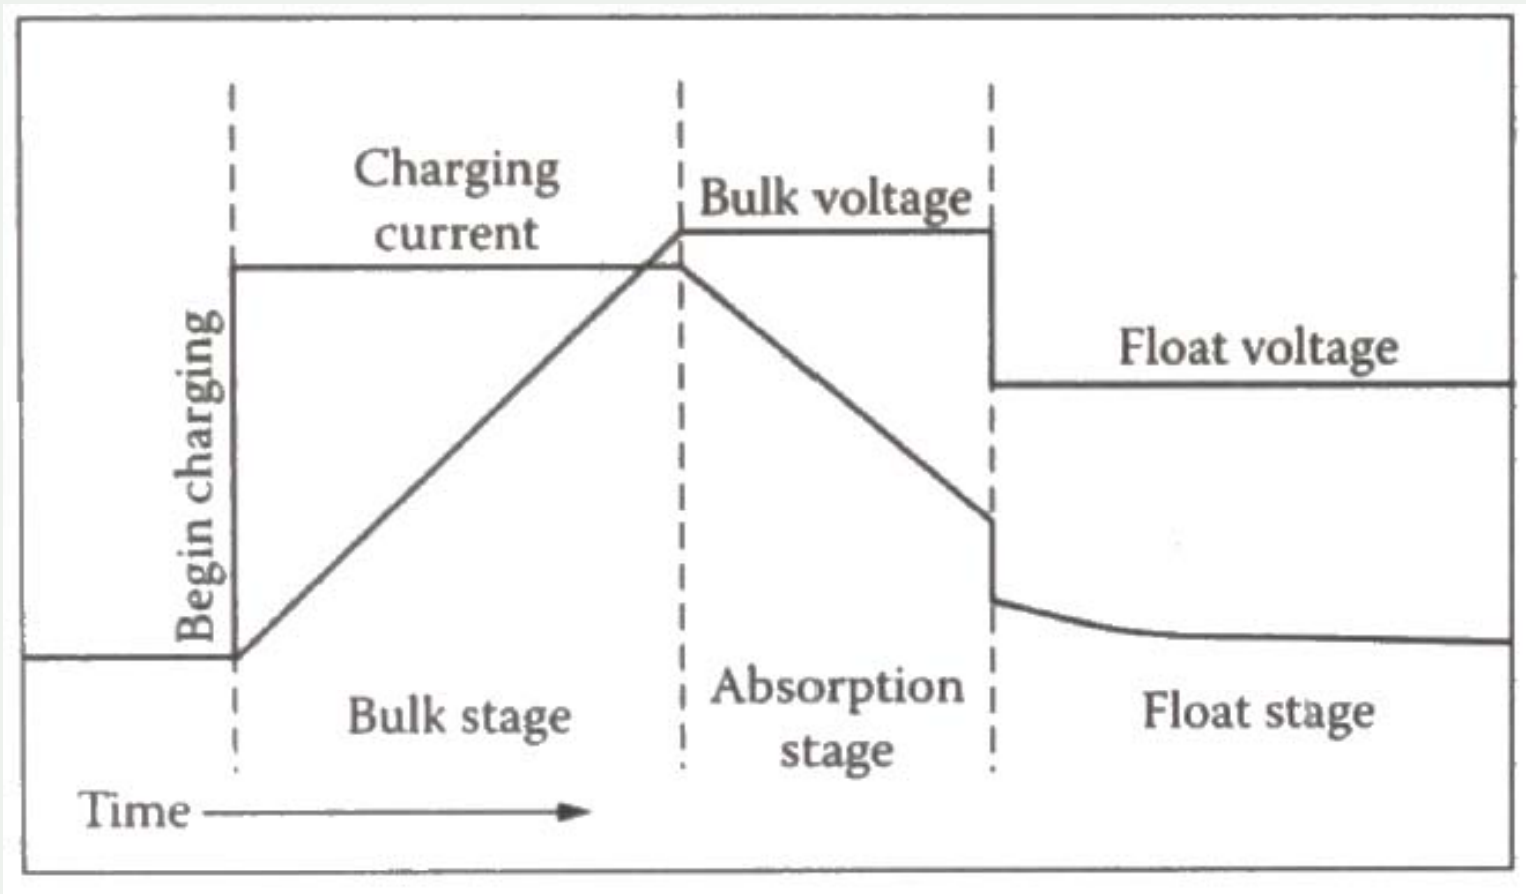 Charging
current
Bulk voltage
Float voltage
Begin charging
Bulk stage
Absorption
stage
Float stage
Time